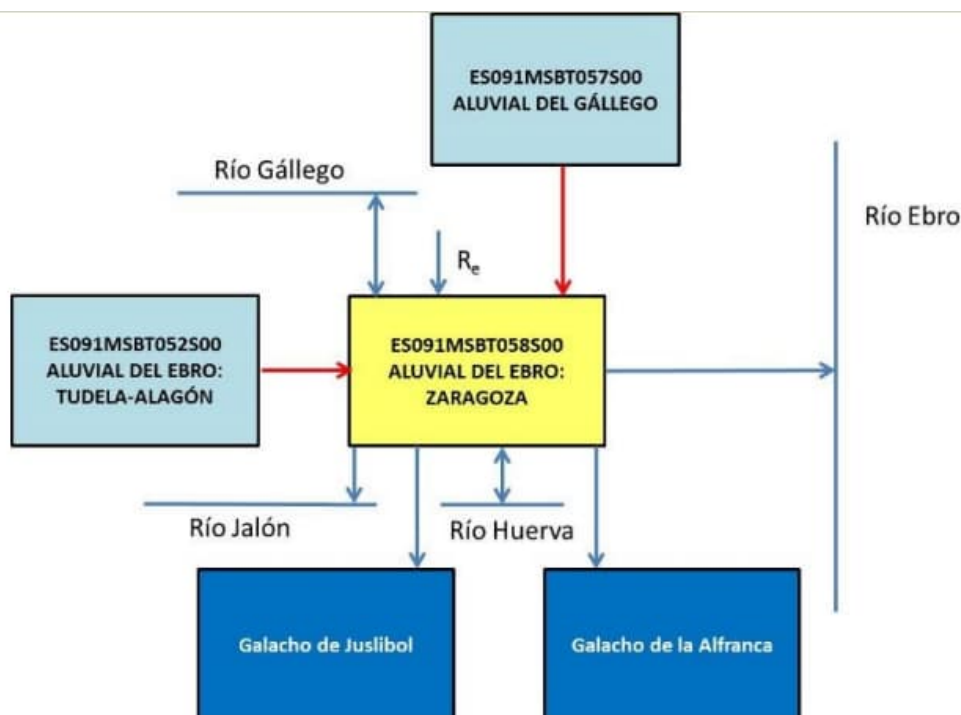 ES091MSBT057S00
ALUVIAL DEL GÁLLEGO
Río Gállego
Río Ebro
Re
ES091MSBT052S00
ALUVIAL DEL EBRO:
TUDELA-ALAGÓN
ES091MSBT058S00
ALUVIAL DEL EBRO:
ZARAGOZA
Río Jalón
Río Huerva
Galacho de Juslibol
Galacho de la Alfranca